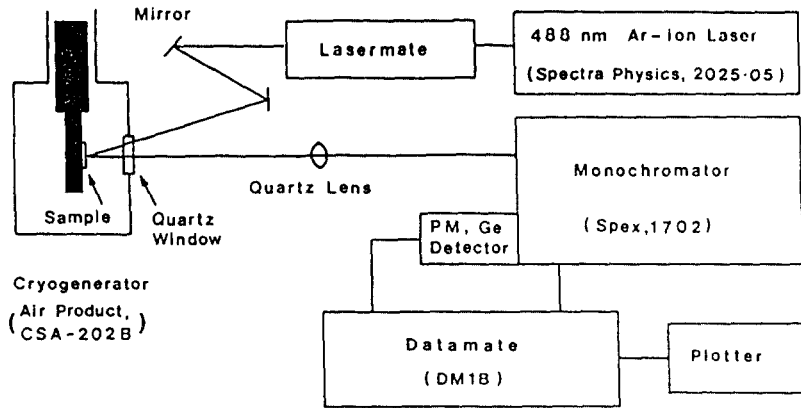 Mirror
Lasermate
488 nm Ar-ion Laser
(Spectra Physics, 2025-05)
Quartz Lens
Monochromator
(Spex,1702)
Sample
Quartz
Window
PM, Ge
Detector
Cryogenerator
(Air Product,
CSA-202B)
Datamate
(DM1B)
Plotter